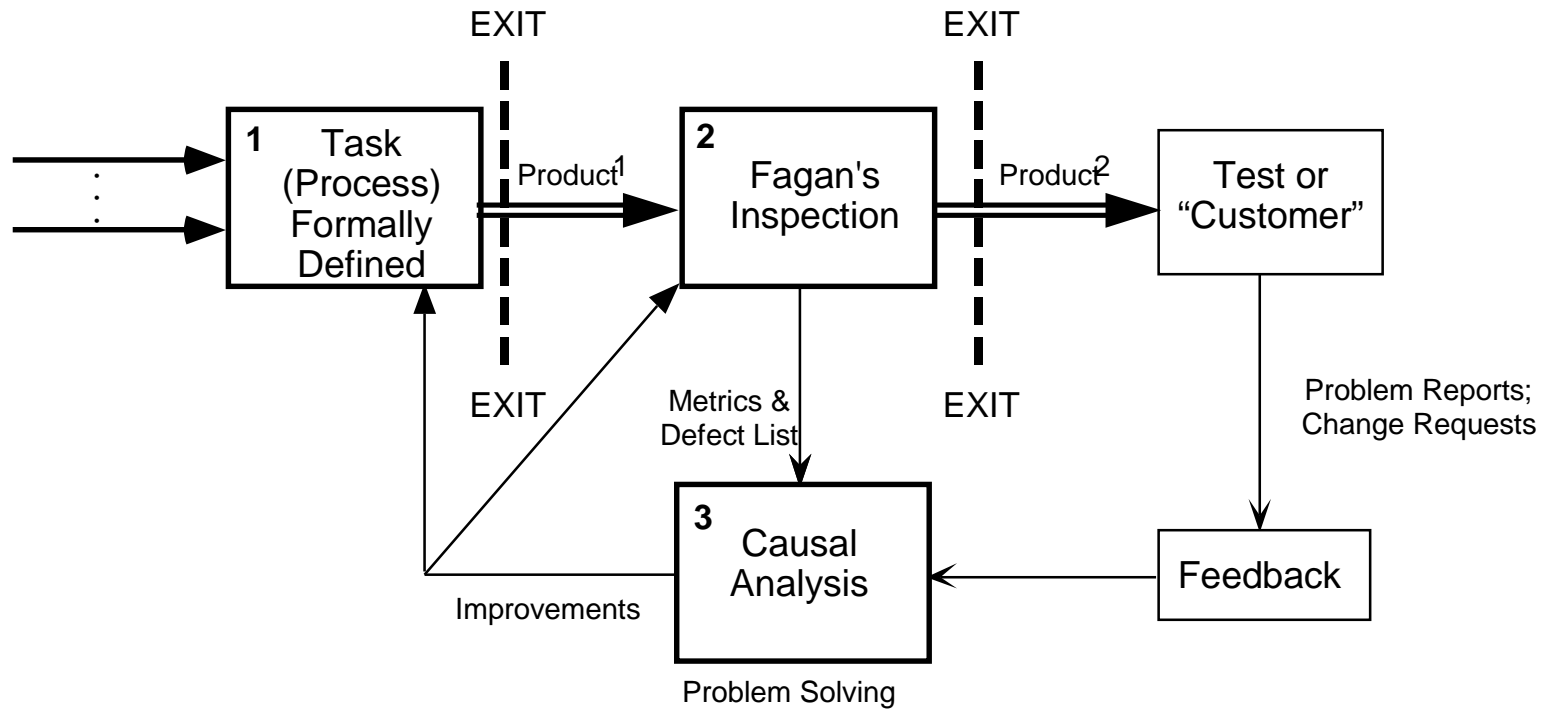 EXIT
EXIT
1
Task
(Process)
Formally
Defined
Product1
2
Fagan's
Inspection
Product2
Test or
“Customer”
EXIT
EXIT
Metrics &
Defect List
Problem Reports;
Change Requests
3
Causal
Analysis
Feedback
Improvements
Problem Solving